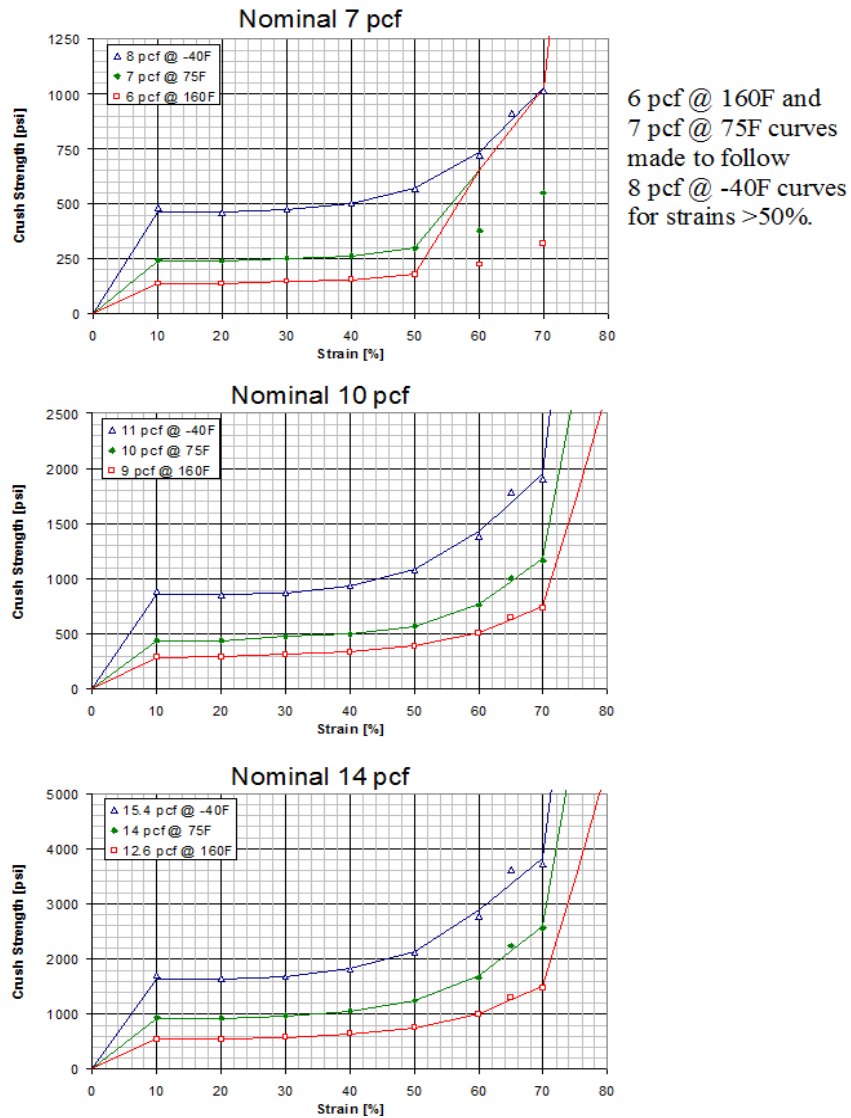 Nominal 7 pcf
1250
1000
750
500
250
0
Crush Strength [psi]
8 pcf @ -40F
7 pcf @ 75F
6 pcf @ 160F
0 10 20 30 40 50 60 70 80
Strain [%]
6 pcf @ 160F and
7 pcf @ 75F curves
made to follow
8 pcf @ -40F curves
for strains >50%.
Nominal 10 pcf
2500
2000
1500
1000
500
0
Crush Strength [psi]
11 pcf @ -40F
10 pcf @ 75F
9 pcf @ 160F
0 10 20 30 40 50 60 70 80
Strain [%]
Nominal 14 pcf
5000
4000
3000
2000
1000
0
Crush Strength [psi]
15.4 pcf @ -40F
14 pcf @ 75F
12.6 pcf @ 160F
0 10 20 30 40 50 60 70 80
Strain [%]